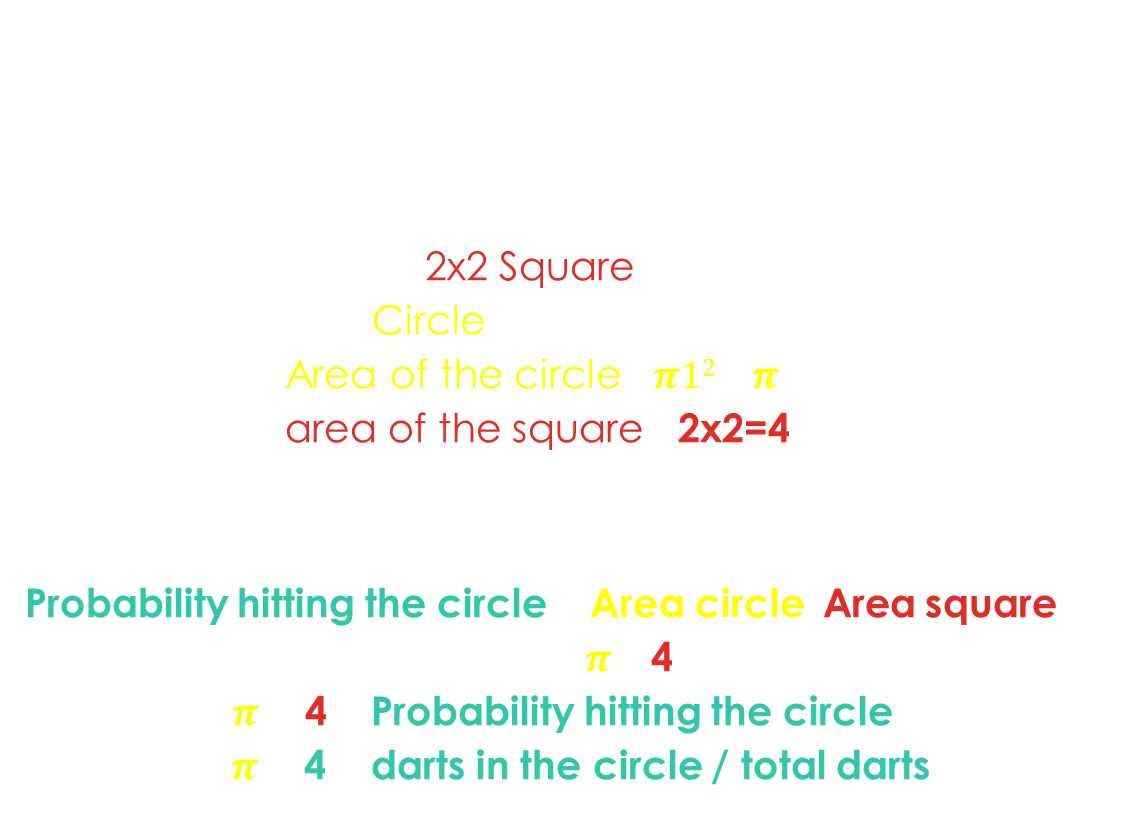 2x2 Square
Circle
Area of the circle 𝝅1² 𝝅
area of the square 2x2=4
Probability hitting the circle Area circle Area square
𝝅 4
𝝅 4 Probability hitting the circle
𝝅 4 darts in the circle / total darts